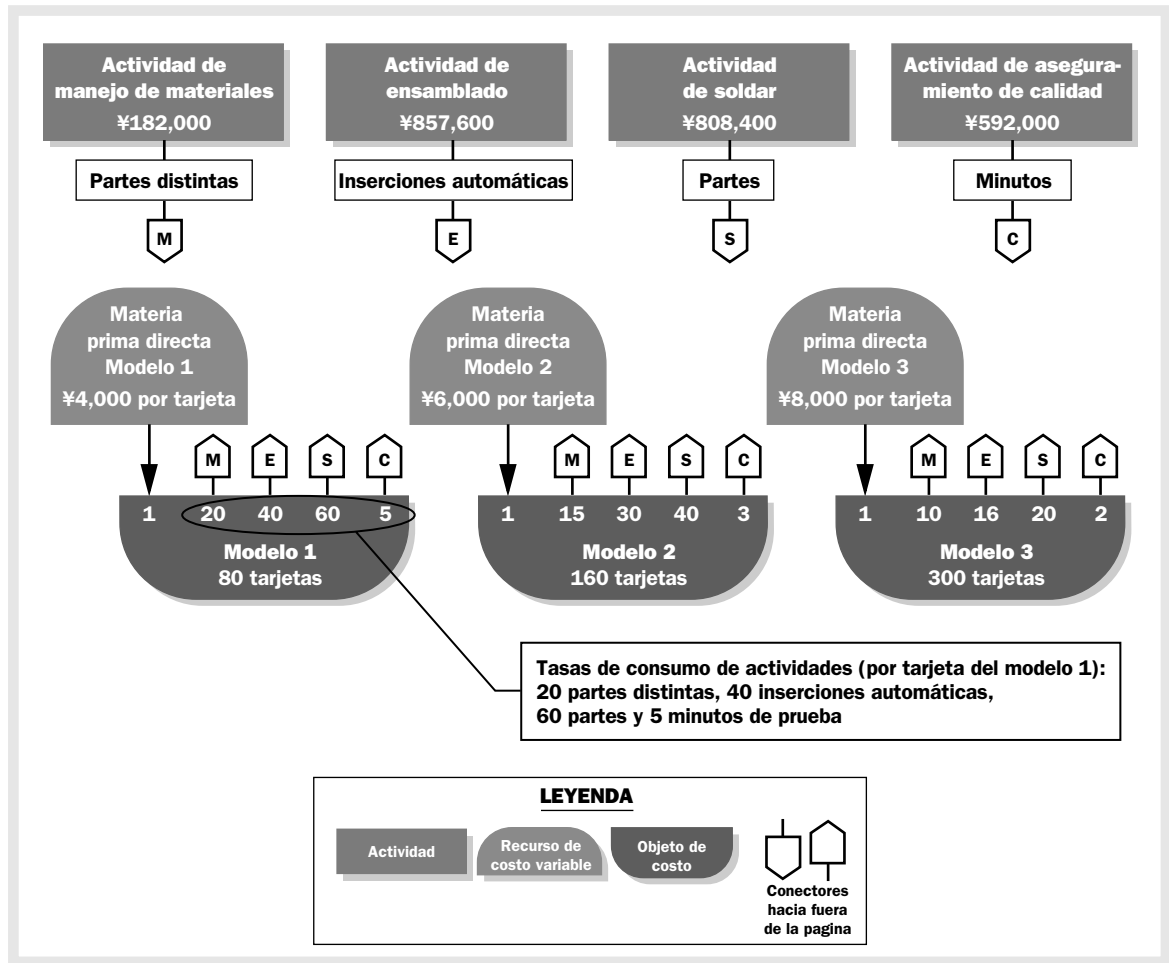 Actividad de
manejo de materiales
¥182,000
Actividad de
ensamblado
¥857,600
Actividad
de soldar
¥808,400
Actividad de asegura-
miento de calidad
¥592,000
Partes distintas
Inserciones automáticas
Partes
Minutos
M
E
S
C
Materia
prima directa
Modelo 1
¥4,000 por tarjeta
Materia
prima directa
Modelo 2
¥6,000 por tarjeta
Materia
prima directa
Modelo 3
¥8,000 por tarjeta
M E S C
M E S C
M E S C
1 20 40 60 5
Modelo 1
80 tarjetas
1 15 30 40 3
Modelo 2
160 tarjetas
1 10 16 20 2
Modelo 3
300 tarjetas
Tasas de consumo de actividades (por tarjeta del modelo 1):
20 partes distintas, 40 inserciones automáticas,
60 partes y 5 minutos de prueba
LEYENDA
Actividad
Recurso de
costo variable
Objeto de
costo
Conectores
hacia fuera
de la pagina